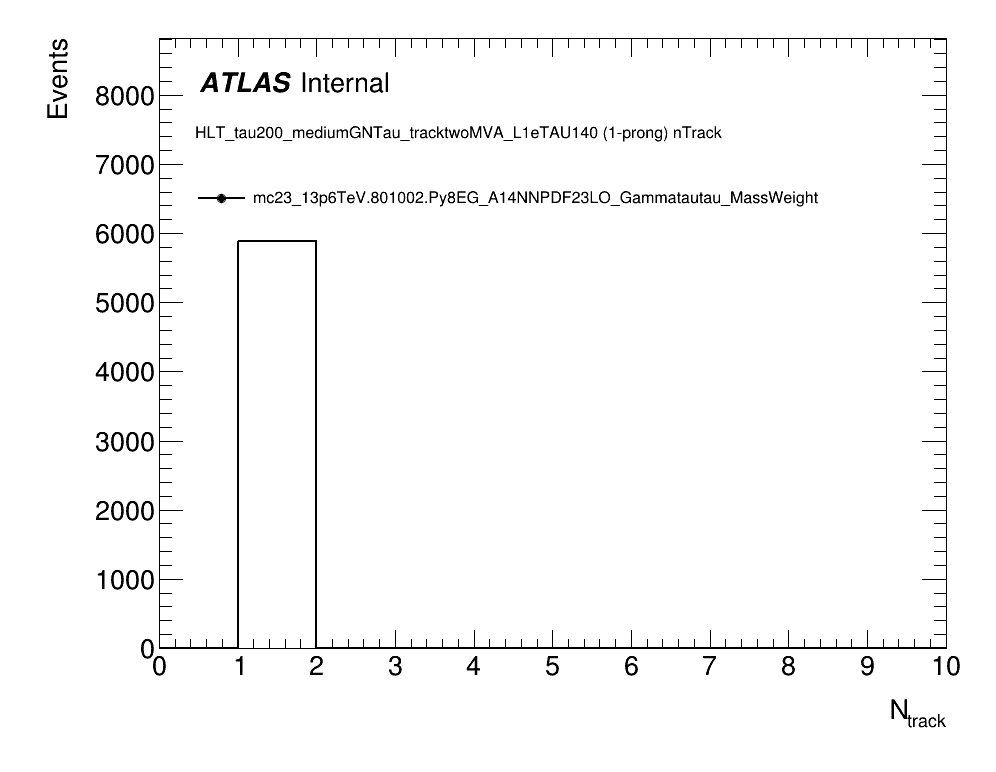 Events
ATLAS Internal
HLT_tau200_mediumGNTau_tracktwoMVA_L1eTAU140 (1-prong) nTrack
mc23_13p6TeV.801002.Py8EG_A14NNPDF23LO_Gammatautau_MassWeight
8000
7000
6000
5000
4000
3000
2000
1000
0
0 1 2 3 4 5 6 7 8 9 10
N_track